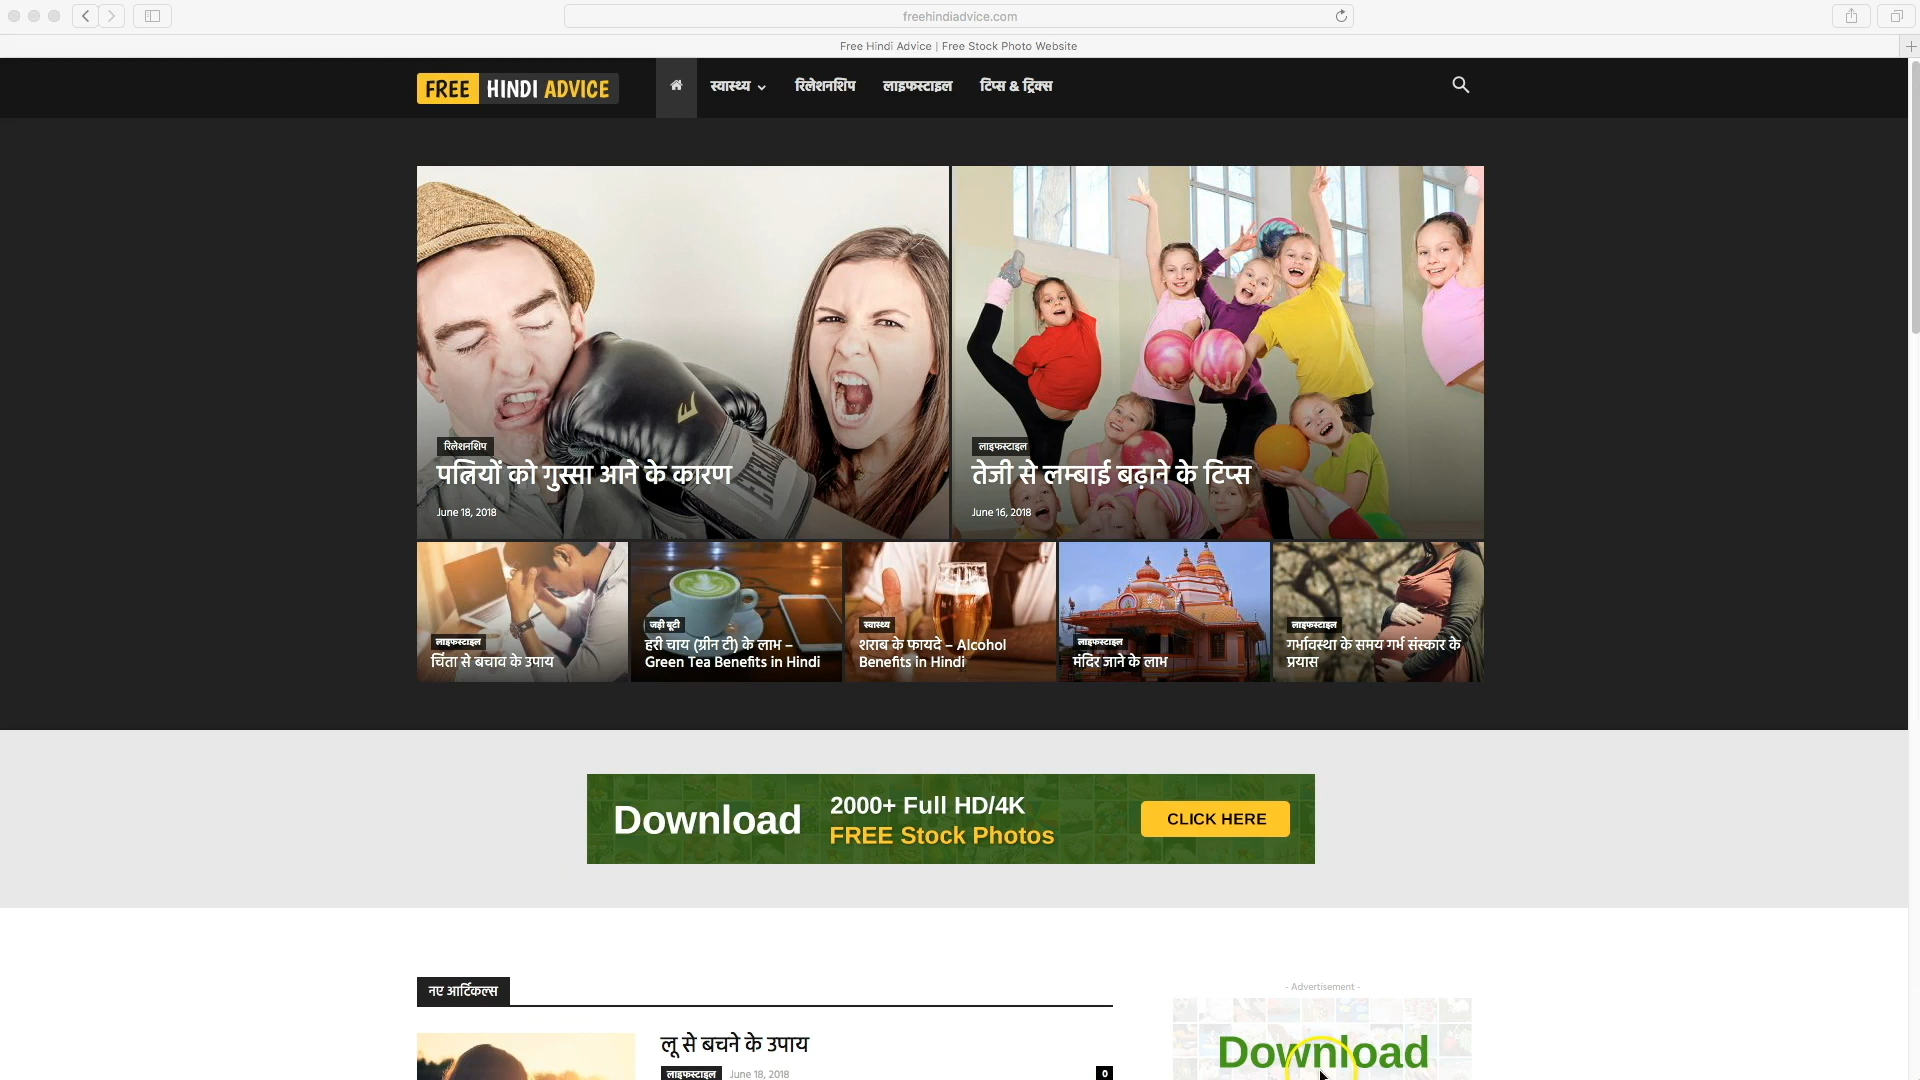 freehindiadvice.com
Free Hindi Advice | Free Stock Photo Website
FREE HINDI ADVICE
स्वास्थ्य
रिलेशनशिप
लाइफस्टाइल
टिप्स & ट्रिक्स
रिलेशनशिप
पत्नियों को गुस्सा आने के कारण
June 18, 2018
EVERLAST
लाइफस्टाइल
तेजी से लम्बाई बढ़ाने के टिप्स
June 16, 2018
लाइफस्टाइल
चिंता से बचाव के उपाय
जड़ी बूटी
हरी चाय (ग्रीन टी) के लाभ –
Green Tea Benefits in Hindi
स्वास्थ्य
शराब के फायदे – Alcohol
Benefits in Hindi
लाइफस्टाइल
मंदिर जाने के लाभ
लाइफस्टाइल
गर्भावस्था के समय गर्भ संस्कार के
प्रयास
Download
2000+ Full HD/4K
FREE Stock Photos
CLICK HERE
नए आर्टिकल्स
- Advertisement -
Download
लू से बचने के उपाय
लाइफस्टाइल
June 18, 2018
0